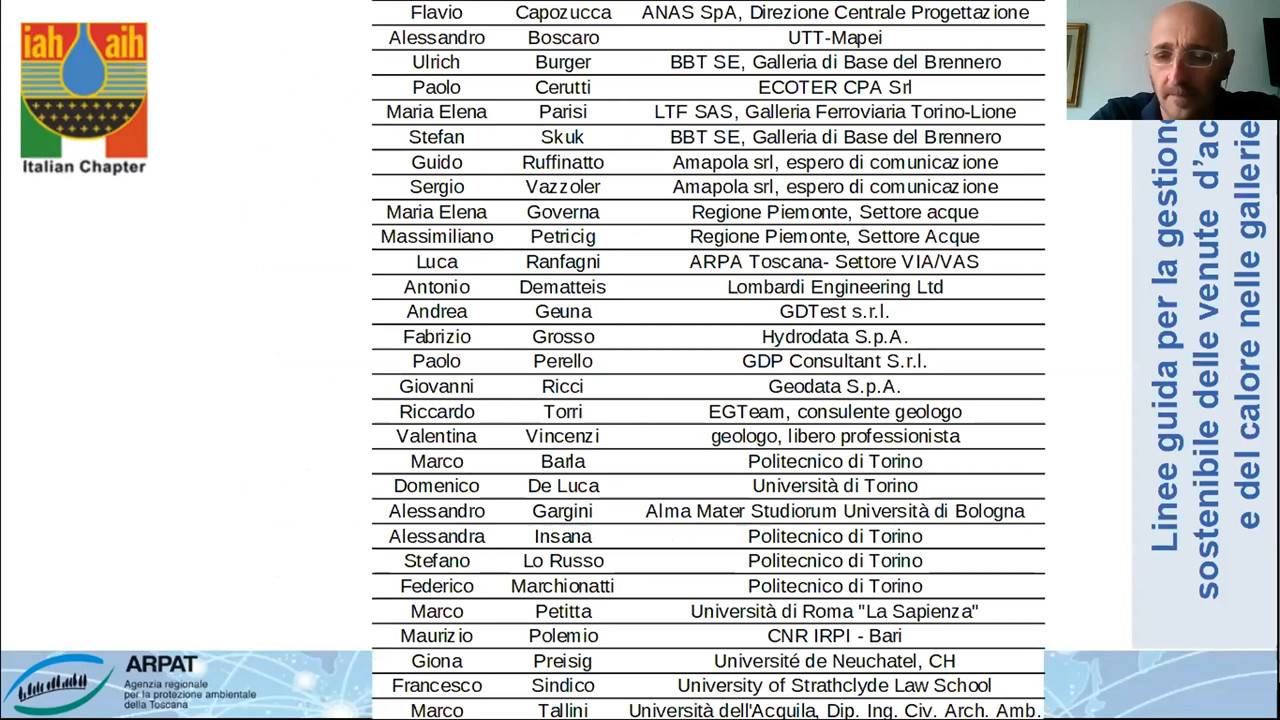 iah aih
Italian Chapter
Flavio Capozucca ANAS SpA, Direzione Centrale Progettazione
Alessandro Boscaro UTT-Mapei
Ulrich Burger BBT SE, Galleria di Base del Brennero
Paolo Cerutti ECOTER CPA Srl
Maria Elena Parisi LTF SAS, Galleria Ferroviaria Torino-Lione
Stefan Skuk BBT SE, Galleria di Base del Brennero
Guido Ruffinatto Amapola srl, espero di comunicazione
Sergio Vazzoler Amapola srl, espero di comunicazione
Maria Elena Governa Regione Piemonte, Settore acque
Massimiliano Petricig Regione Piemonte, Settore Acque
Luca Ranfagni ARPA Toscana- Settore VIA/VAS
Antonio Dematteis Lombardi Engineering Ltd
Andrea Geuna GDTest s.r.l.
Fabrizio Grosso Hydrodata S.p.A.
Paolo Perello GDP Consultant S.r.l.
Giovanni Ricci Geodata S.p.A.
Riccardo Torri EGTeam, consulente geologo
Valentina Vincenzi geologo, libero professionista
Marco Barla Politecnico di Torino
Domenico De Luca Università di Torino
Alessandro Gargini Alma Mater Studiorum Università di Bologna
Alessandra Insana Politecnico di Torino
Stefano Lo Russo Politecnico di Torino
Federico Marchionatti Politecnico di Torino
Marco Petitta Università di Roma "La Sapienza"
Maurizio Polemio CNR IRPI - Bari
Giona Preisig Université de Neuchatel, CH
Francesco Sindico University of Strathclyde Law School
Marco Tallini Università dell'Acquila, Dip. Ing. Civ. Arch. Amb.
Linee guida per la gestion
sostenibile delle venute d'ac
e del calore nelle gallerie
ARPAT
Agenzia regionale
per la protezione ambientale
della Toscana